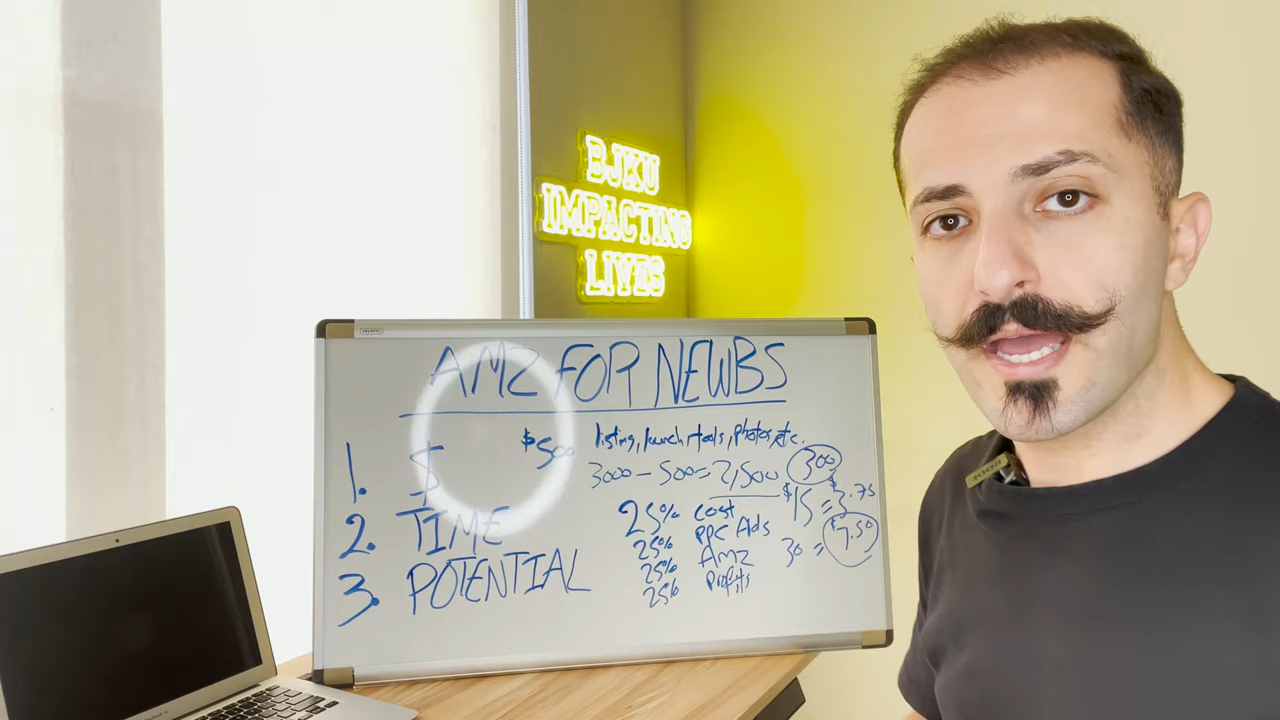 BJKU
IMPACTING
LIVES
AMZ FOR NEWBS
1. $ $500 listing, launch, tools, photos, etc.
3000 - 500 = 2,500 300
2. TIME
25% cost $15 = $3.75
25% PPC Ads
30 = 7.50
25% AMZ
3. POTENTIAL
25% Profits